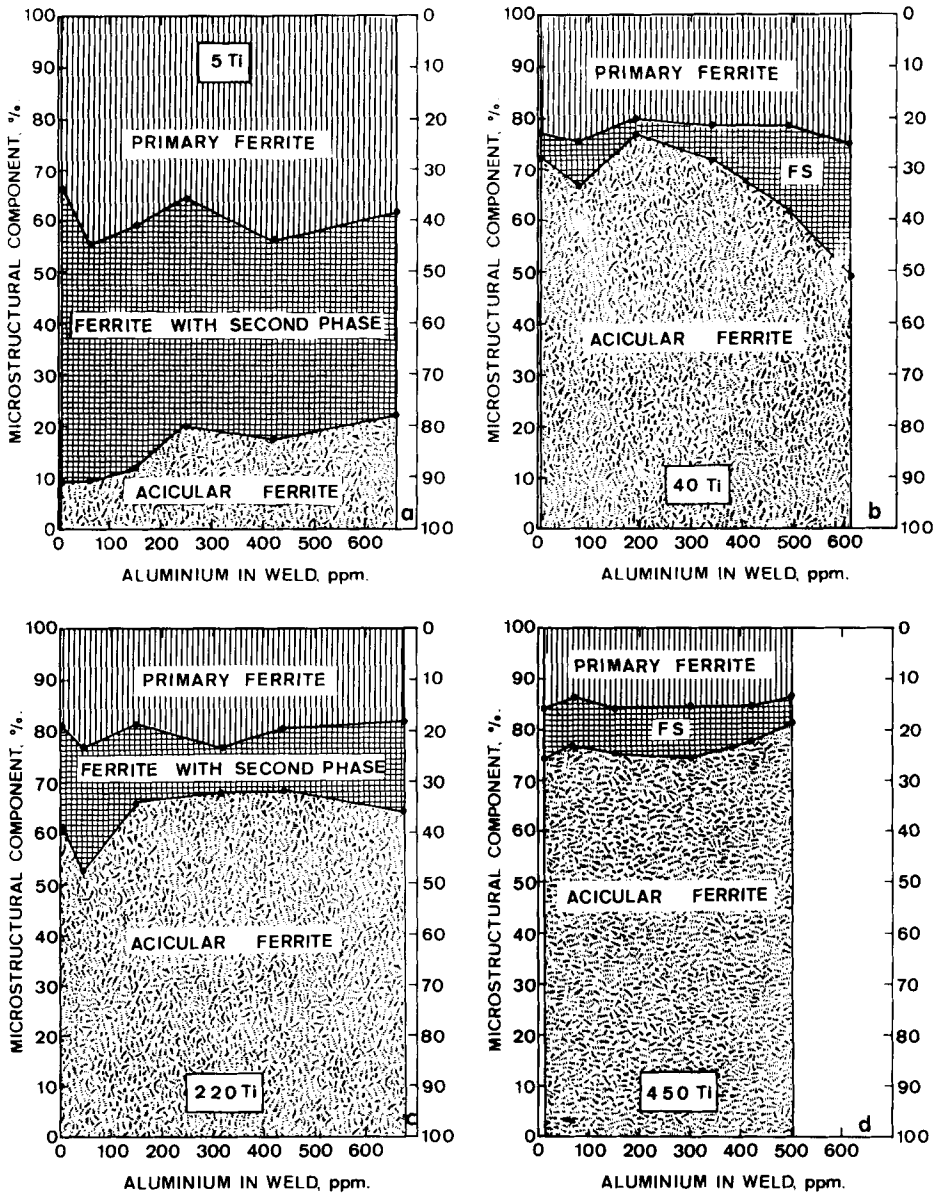 100
90
80
70
60
50
40
30
20
10
0
MICROSTRUCTURAL COMPONENT, %.
5 Ti
PRIMARY FERRITE
FERRITE WITH SECOND PHASE
ACICULAR FERRITE
a
0
10
20
30
40
50
60
70
80
90
100
0 100 200 300 400 500 600
ALUMINIUM IN WELD, ppm.
100
90
80
70
60
50
40
30
20
10
0
MICROSTRUCTURAL COMPONENT, %.
PRIMARY FERRITE
FS
ACICULAR FERRITE
40 Ti
b
0
10
20
30
40
50
60
70
80
90
100
0 100 200 300 400 500 600
ALUMINIUM IN WELD, ppm.
100
90
80
70
60
50
40
30
20
10
0
MICROSTRUCTURAL COMPONENT, %.
PRIMARY FERRITE
FERRITE WITH SECOND PHASE
ACICULAR FERRITE
220 Ti
c
0
10
20
30
40
50
60
70
80
90
100
0 100 200 300 400 500 600
ALUMINIUM IN WELD, ppm.
100
90
80
70
60
50
40
30
20
10
0
MICROSTRUCTURAL COMPONENT, %.
PRIMARY FERRITE
FS
ACICULAR FERRITE
450 Ti
d
0
10
20
30
40
50
60
70
80
90
100
0 100 200 300 400 500 600
ALUMINIUM IN WELD, ppm.